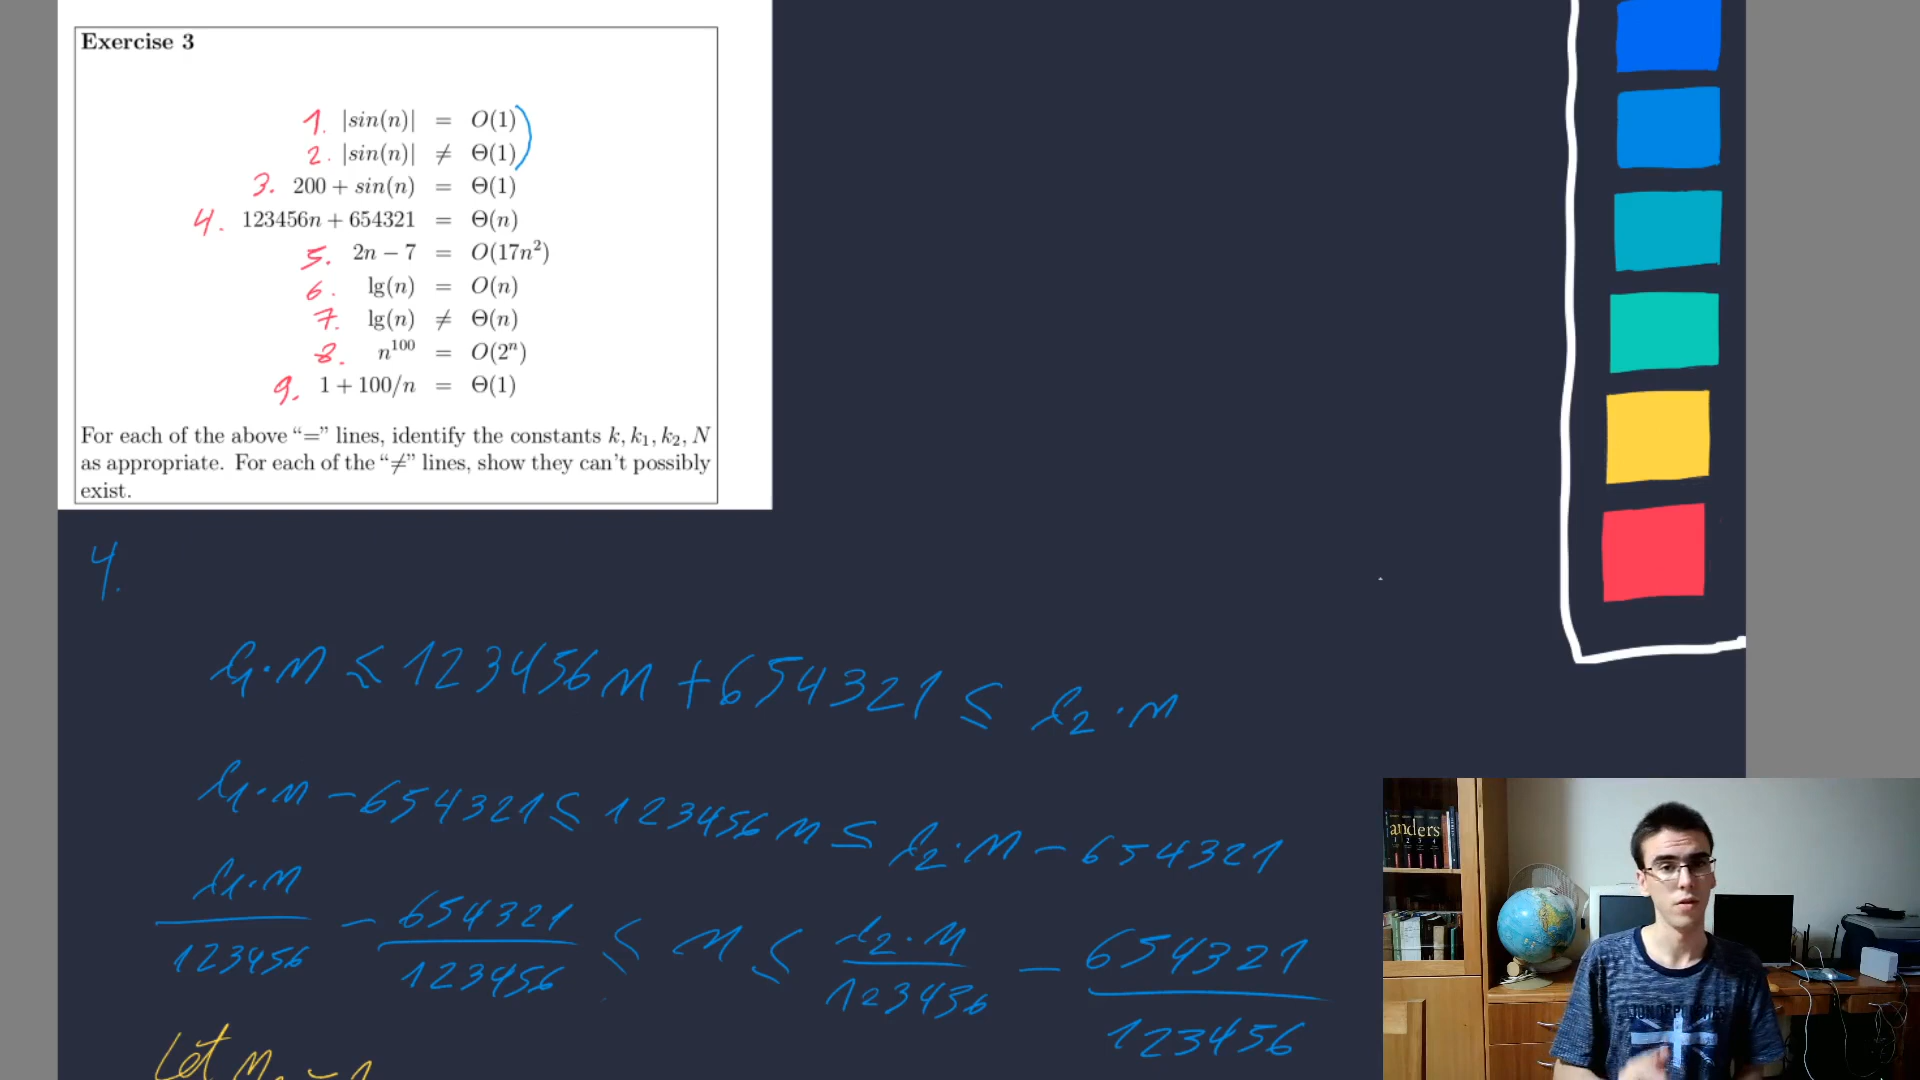 Exercise 3
1. |sin(n)| = O(1)
2. |sin(n)| ≠ Θ(1)
3. 200 + sin(n) = Θ(1)
4. 123456n + 654321 = Θ(n)
5. 2n − 7 = O(17n²)
6. lg(n) = O(n)
7. lg(n) ≠ Θ(n)
8. n¹⁰⁰ = O(2ⁿ)
9. 1 + 100/n = Θ(1)
For each of the above “=” lines, identify the constants k, k₁, k₂, N
as appropriate. For each of the “≠” lines, show they can’t possibly
exist.
4.
k₁·n ≤ 123456n + 654321 ≤ k₂·n
k₁·n − 654321 ≤ 123456n ≤ k₂·n − 654321
k₁·n/123456 − 654321/123456 ≤ n ≤ k₂·n/123456 − 654321/123456
Let
anders